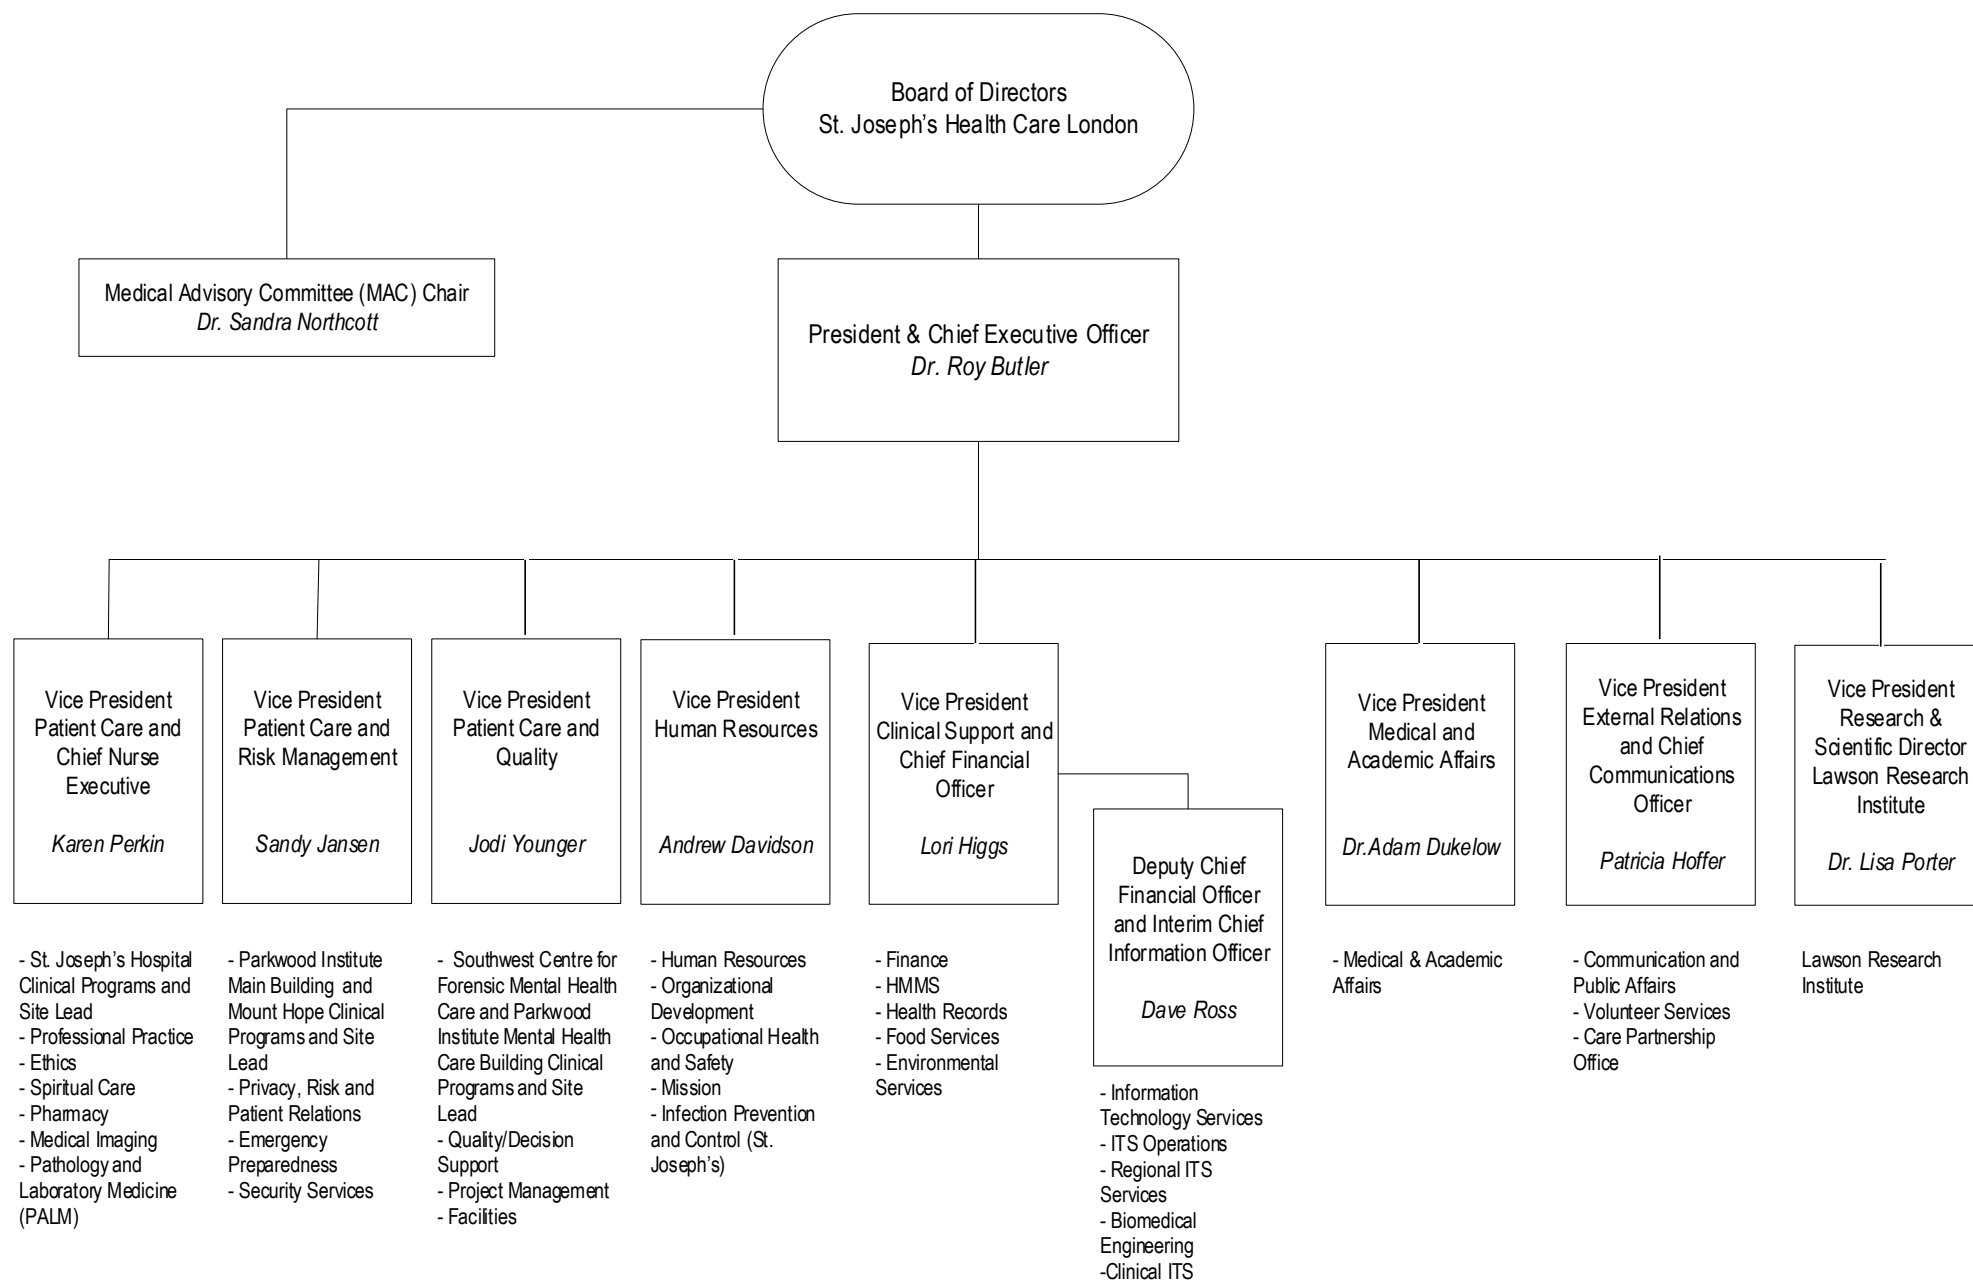 Board of Directors
St. Joseph’s Health Care London
Medical Advisory Committee (MAC) Chair
Dr. Sandra Northcott
President & Chief Executive Officer
Dr. Roy Butler
Vice President
Patient Care and
Chief Nurse
Executive
Karen Perkin
Vice President
Patient Care and
Risk Management
Sandy Jansen
Vice President
Patient Care and
Quality
Jodi Younger
Vice President
Human Resources
Andrew Davidson
Vice President
Clinical Support and
Chief Financial
Officer
Lori Higgs
Deputy Chief
Financial Officer
and Interim Chief
Information Officer
Dave Ross
Vice President
Medical and
Academic Affairs
Dr.Adam Dukelow
Vice President
External Relations
and Chief
Communications
Officer
Patricia Hoffer
Vice President
Research &
Scientific Director
Lawson Research
Institute
Dr. Lisa Porter
- St. Joseph’s Hospital
Clinical Programs and
Site Lead
- Professional Practice
- Ethics
- Spiritual Care
- Pharmacy
- Medical Imaging
- Pathology and
Laboratory Medicine
(PALM)
- Parkwood Institute
Main Building and
Mount Hope Clinical
Programs and Site
Lead
- Privacy, Risk and
Patient Relations
- Emergency
Preparedness
- Security Services
- Southwest Centre for
Forensic Mental Health
Care and Parkwood
Institute Mental Health
Care Building Clinical
Programs and Site
Lead
- Quality/Decision
Support
- Project Management
- Facilities
- Human Resources
- Organizational
Development
- Occupational Health
and Safety
- Mission
- Infection Prevention
and Control (St.
Joseph’s)
- Finance
- HMMS
- Health Records
- Food Services
- Environmental
Services
- Information
Technology Services
- ITS Operations
- Regional ITS
Services
- Biomedical
Engineering
-Clinical ITS
- Medical & Academic
Affairs
- Communication and
Public Affairs
- Volunteer Services
- Care Partnership
Office
Lawson Research
Institute